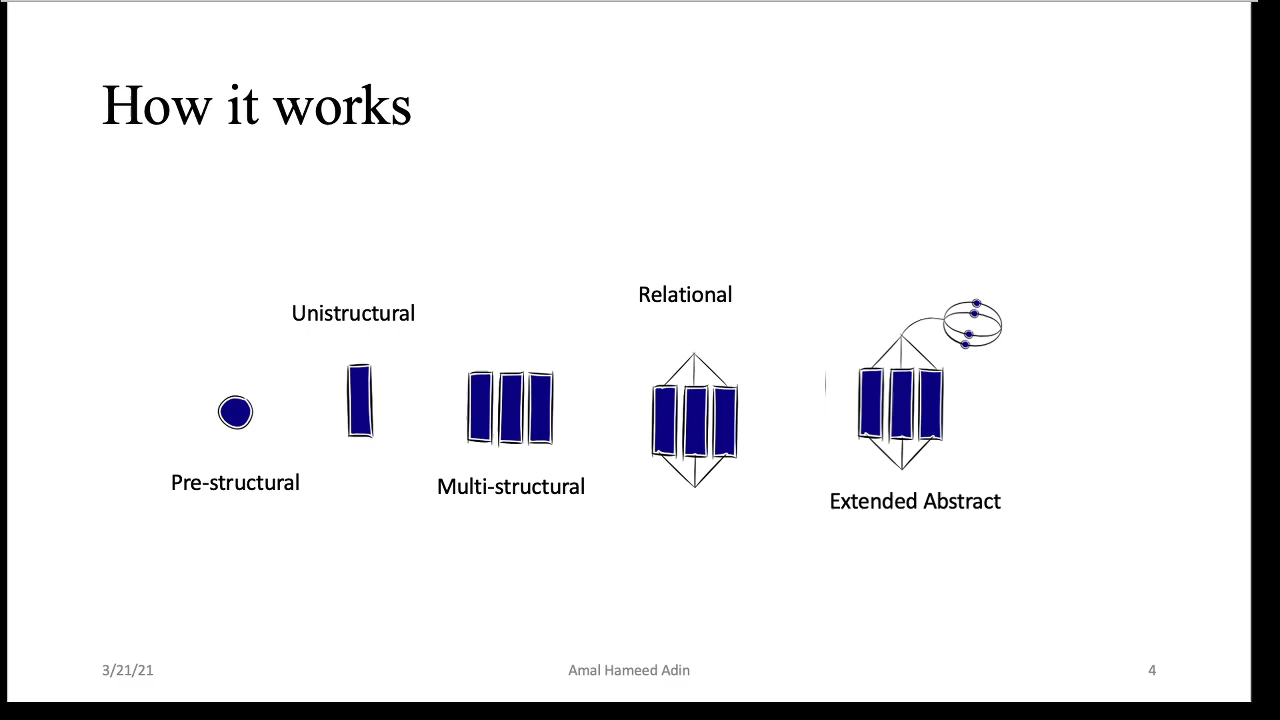 How it works
Relational
Unistructural
Pre-structural
Multi-structural
Extended Abstract
3/21/21
Amal Hameed Adin
4